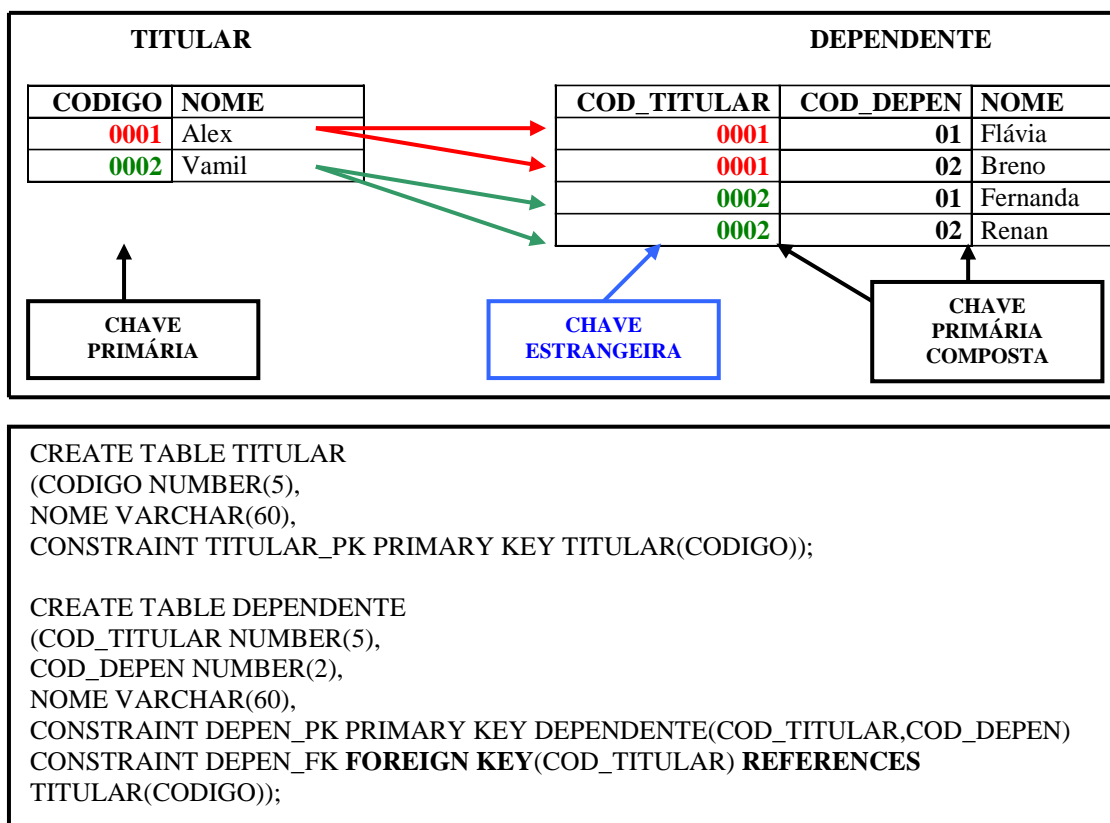 TITULAR DEPENDENTE
CODIGO NOME COD_TITULAR COD_DEPEN NOME
0001 Alex 0001 01 Flávia
0002 Vamil 0001 02 Breno
0002 01 Fernanda
0002 02 Renan
CHAVE
PRIMÁRIA
CHAVE
ESTRANGEIRA
CHAVE
PRIMÁRIA
COMPOSTA
CREATE TABLE TITULAR
(CODIGO NUMBER(5),
NOME VARCHAR(60),
CONSTRAINT TITULAR_PK PRIMARY KEY TITULAR(CODIGO));
CREATE TABLE DEPENDENTE
(COD_TITULAR NUMBER(5),
COD_DEPEN NUMBER(2),
NOME VARCHAR(60),
CONSTRAINT DEPEN_PK PRIMARY KEY DEPENDENTE(COD_TITULAR,COD_DEPEN)
CONSTRAINT DEPEN_FK FOREIGN KEY(COD_TITULAR) REFERENCES
TITULAR(CODIGO));